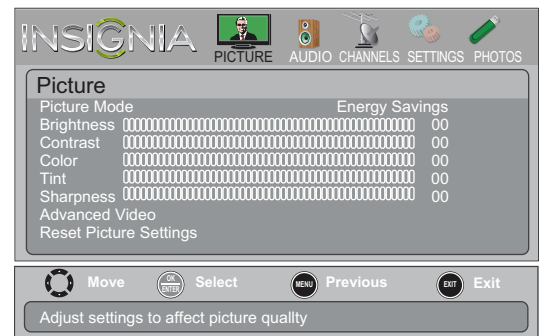 INSIGNIA
PICTURE AUDIO CHANNELS SETTINGS PHOTOS
Picture
Picture Mode Energy Savings
Brightness 00
Contrast 00
Color 00
Tint 00
Sharpness 00
Advanced Video
Reset Picture Settings
Move OK ENTER Select MENU Previous EXIT Exit
Adjust settings to affect picture quallty